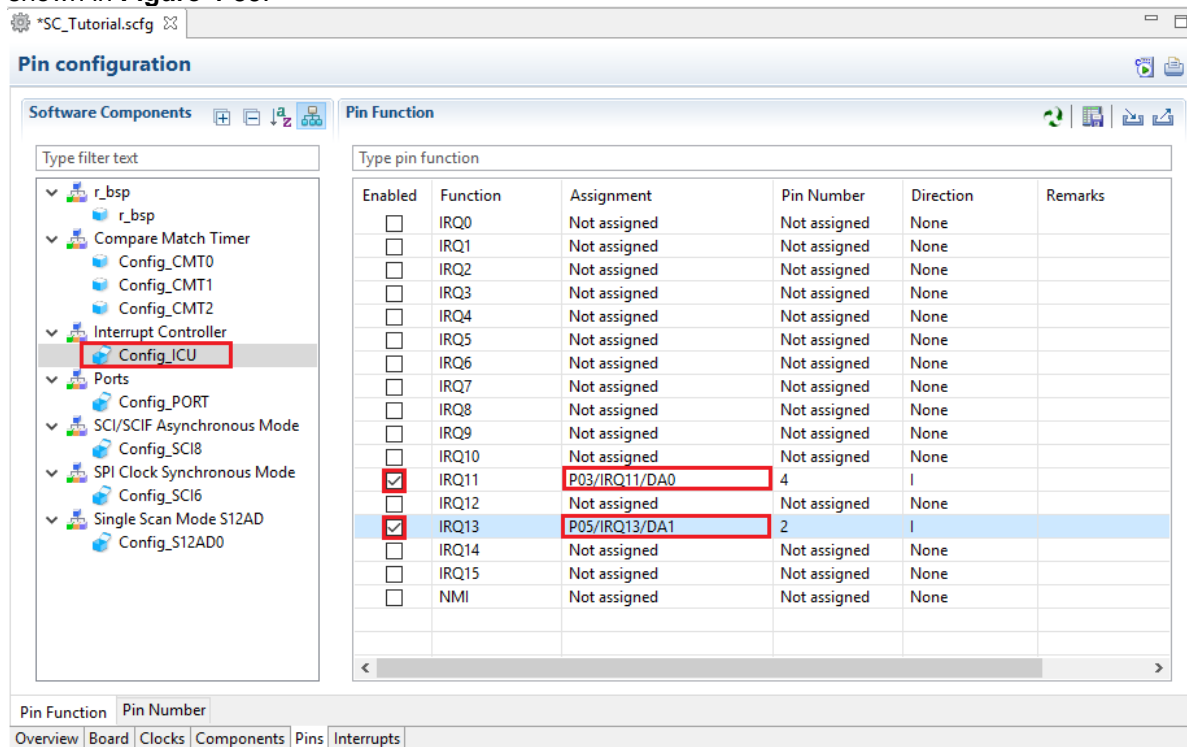 shown in Figure 4-38.
*SC_Tutorial.scfg
Pin configuration
Software Components
Type filter text
r_bsp
r_bsp
Compare Match Timer
Config_CMT0
Config_CMT1
Config_CMT2
Interrupt Controller
Config_ICU
Ports
Config_PORT
SCI/SCIF Asynchronous Mode
Config_SCI8
SPI Clock Synchronous Mode
Config_SCI6
Single Scan Mode S12AD
Config_S12AD0
Pin Function
Type pin function
Enabled Function Assignment Pin Number Direction Remarks
IRQ0 Not assigned Not assigned None
IRQ1 Not assigned Not assigned None
IRQ2 Not assigned Not assigned None
IRQ3 Not assigned Not assigned None
IRQ4 Not assigned Not assigned None
IRQ5 Not assigned Not assigned None
IRQ6 Not assigned Not assigned None
IRQ7 Not assigned Not assigned None
IRQ8 Not assigned Not assigned None
IRQ9 Not assigned Not assigned None
IRQ10 Not assigned Not assigned None
IRQ11 P03/IRQ11/DA0 4 I
IRQ12 Not assigned Not assigned None
IRQ13 P05/IRQ13/DA1 2 I
IRQ14 Not assigned Not assigned None
IRQ15 Not assigned Not assigned None
NMI Not assigned Not assigned None
Pin Function Pin Number
Overview Board Clocks Components Pins Interrupts